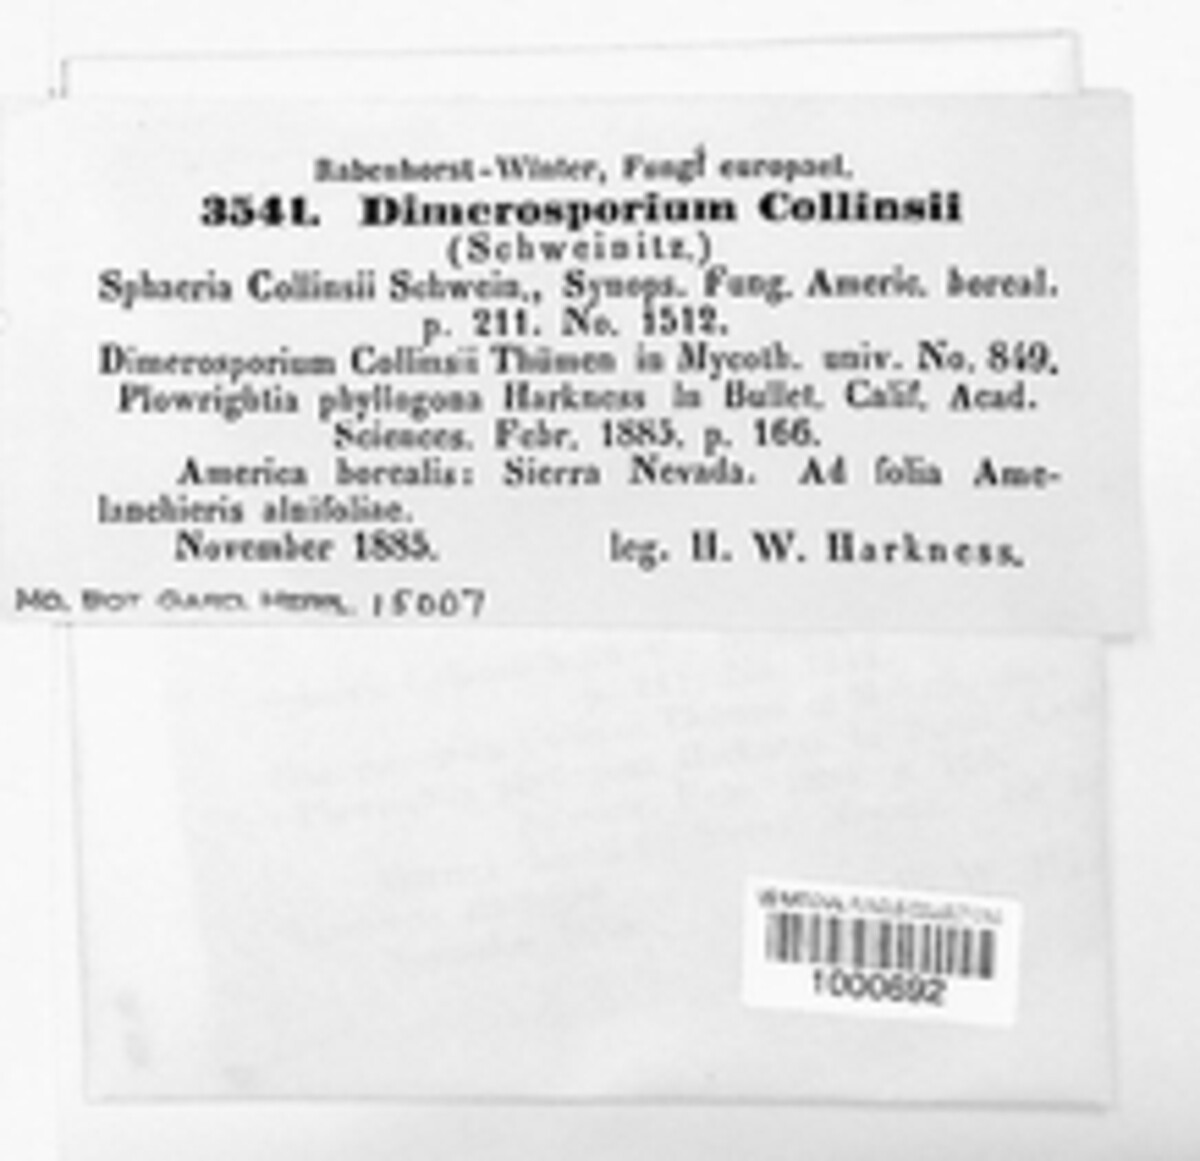 Rabenhorst-Winter, Fungi europaei.
3541. Dimerosporium Collinsii
(Schweinitz.)
Sphaeria Collinsii Schwein., Synops. Fung. Americ. boreal.
p. 211. No. 1512.
Dimerosporium Collinsii Thümen in Mycoth. univ. No. 849.
Plowrightia phyllogona Harkness in Bullet. Calif. Acad.
Sciences. Febr. 1885. p. 166.
America borealis: Sierra Nevada. Ad folia Ame-
lanchieris alnifoliae.
November 1885. leg. H. W. Harkness.
MO. BOT. GARD. HERB. 15007
1000692